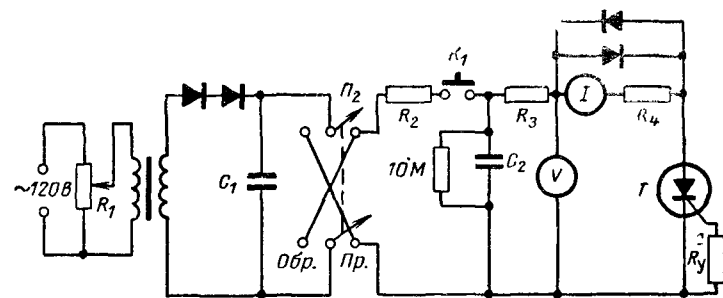 ~120В
R₁
C₁
П₂
Обр.
Пр.
R₂
К₁
10М
C₂
R₃
I
R₄
V
T
Rу